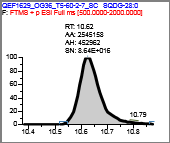 QEF1629_OG36_T5-60-2-7_SC SQDG-28:0
F: FTMS + p ESI Full ms [500.0000-2000.0000]
RT: 10.62
AA: 2545158
AH: 452962
SN: 8.64E+016
100
80
60
40
20
0
10.79
10.4 10.5 10.6 10.7 10.8